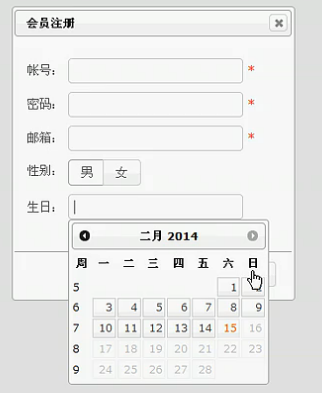 会员注册
帐号： *
密码： *
邮箱： *
性别： 男 女
生日：
二月 2014
周 一 二 三 四 五 六 日
5 1 2
6 3 4 5 6 7 8 9
7 10 11 12 13 14 15 16
8 17 18 19 20 21 22 23
9 24 25 26 27 28